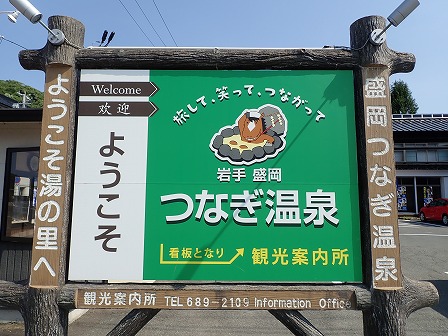 ようこそ湯の里へ
Welcome
欢迎
ようこそ
旅して、笑って、つながって
岩手 盛岡
つなぎ温泉
看板となり
観光案内所
盛岡つなぎ温泉
観光案内所 TEL 689-2109 Information Office